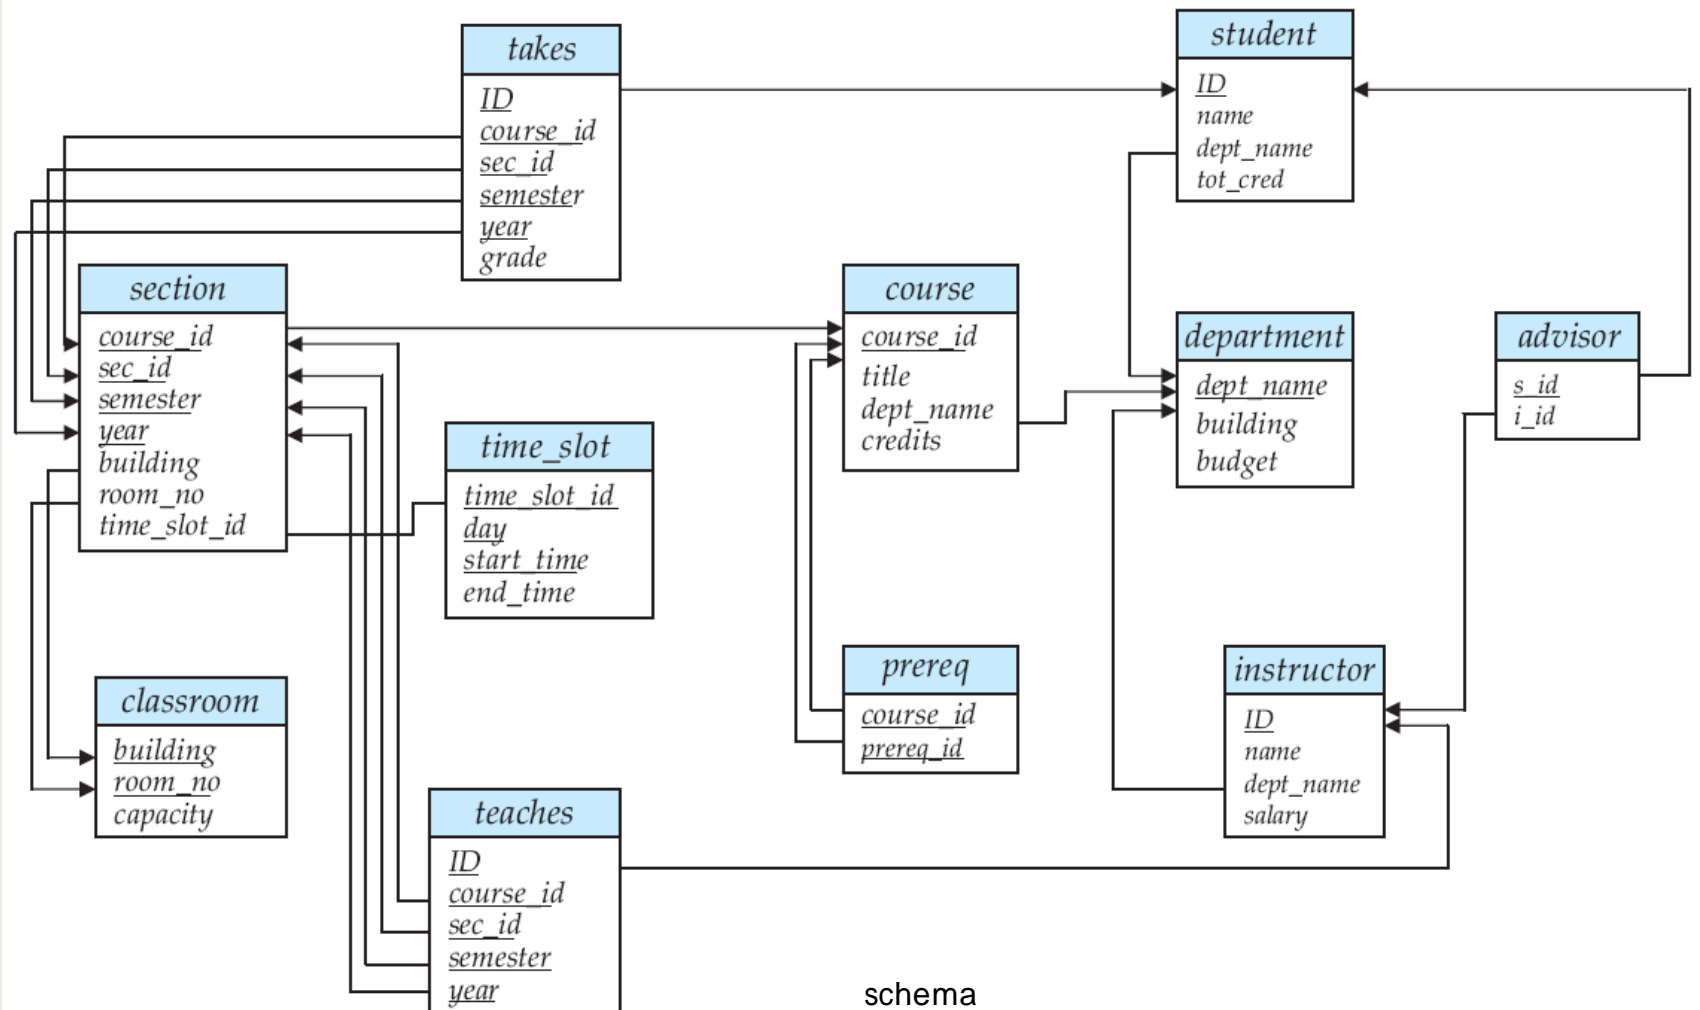 takes
ID
course_id
sec_id
semester
year
grade
student
ID
name
dept_name
tot_cred
section
course_id
sec_id
semester
year
building
room_no
time_slot_id
time_slot
time_slot_id
day
start_time
end_time
course
course_id
title
dept_name
credits
department
dept_name
building
budget
advisor
s_id
i_id
classroom
building
room_no
capacity
prereq
course_id
prereq_id
instructor
ID
name
dept_name
salary
teaches
ID
course_id
sec_id
semester
year
schema